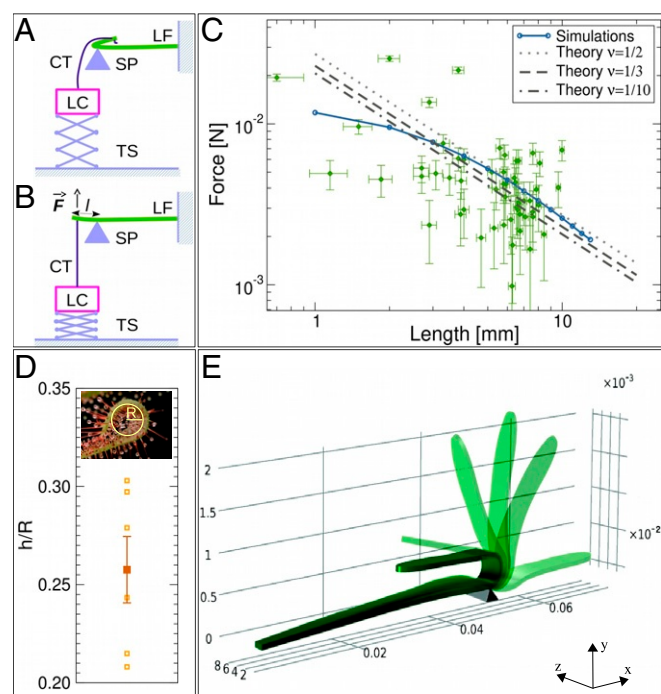 A
LF
CT
SP
LC
TS
B
F l
LF
SP
CT
LC
TS
C
Simulations
Theory ν=1/2
Theory ν=1/3
Theory ν=1/10
Force [N]
10⁻²
10⁻³
1
10
Length [mm]
D
0.35
R
0.30
h/R
0.25
0.20
E
×10⁻³
2
1.5
×10⁻²
1
0.5
0
0.06
0.04
0.02
8 6 4 2
y
z
x